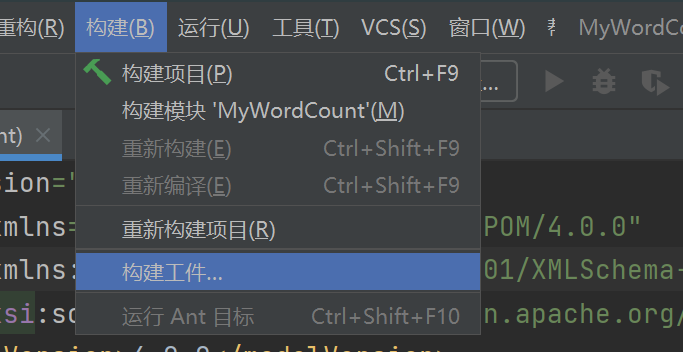 重构(R) 构建(B) 运行(U) 工具(T) VCS(S) 窗口(W) MyWordCo
构建项目(P) Ctrl+F9
...
构建模块 'MyWordCount'(M)
nt)
重新构建(E) Ctrl+Shift+F9
sion="
重新编译(E) Ctrl+Shift+F9
xmlns= POM/4.0.0"
重新构建项目(R)
xmlns: 01/XMLSchema-
构建工件...
xsi:sc n.apache.org/
运行 Ant 目标 Ctrl+Shift+F10